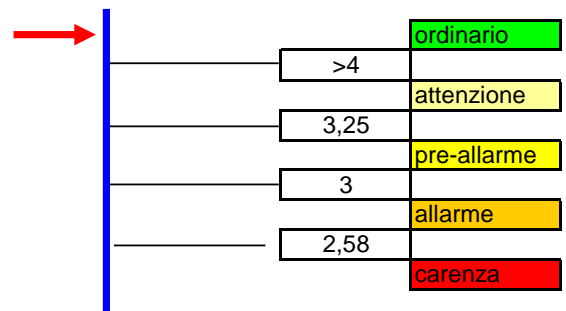 ordinario
>4
attenzione
3,25
pre-allarme
3
allarme
2,58
carenza